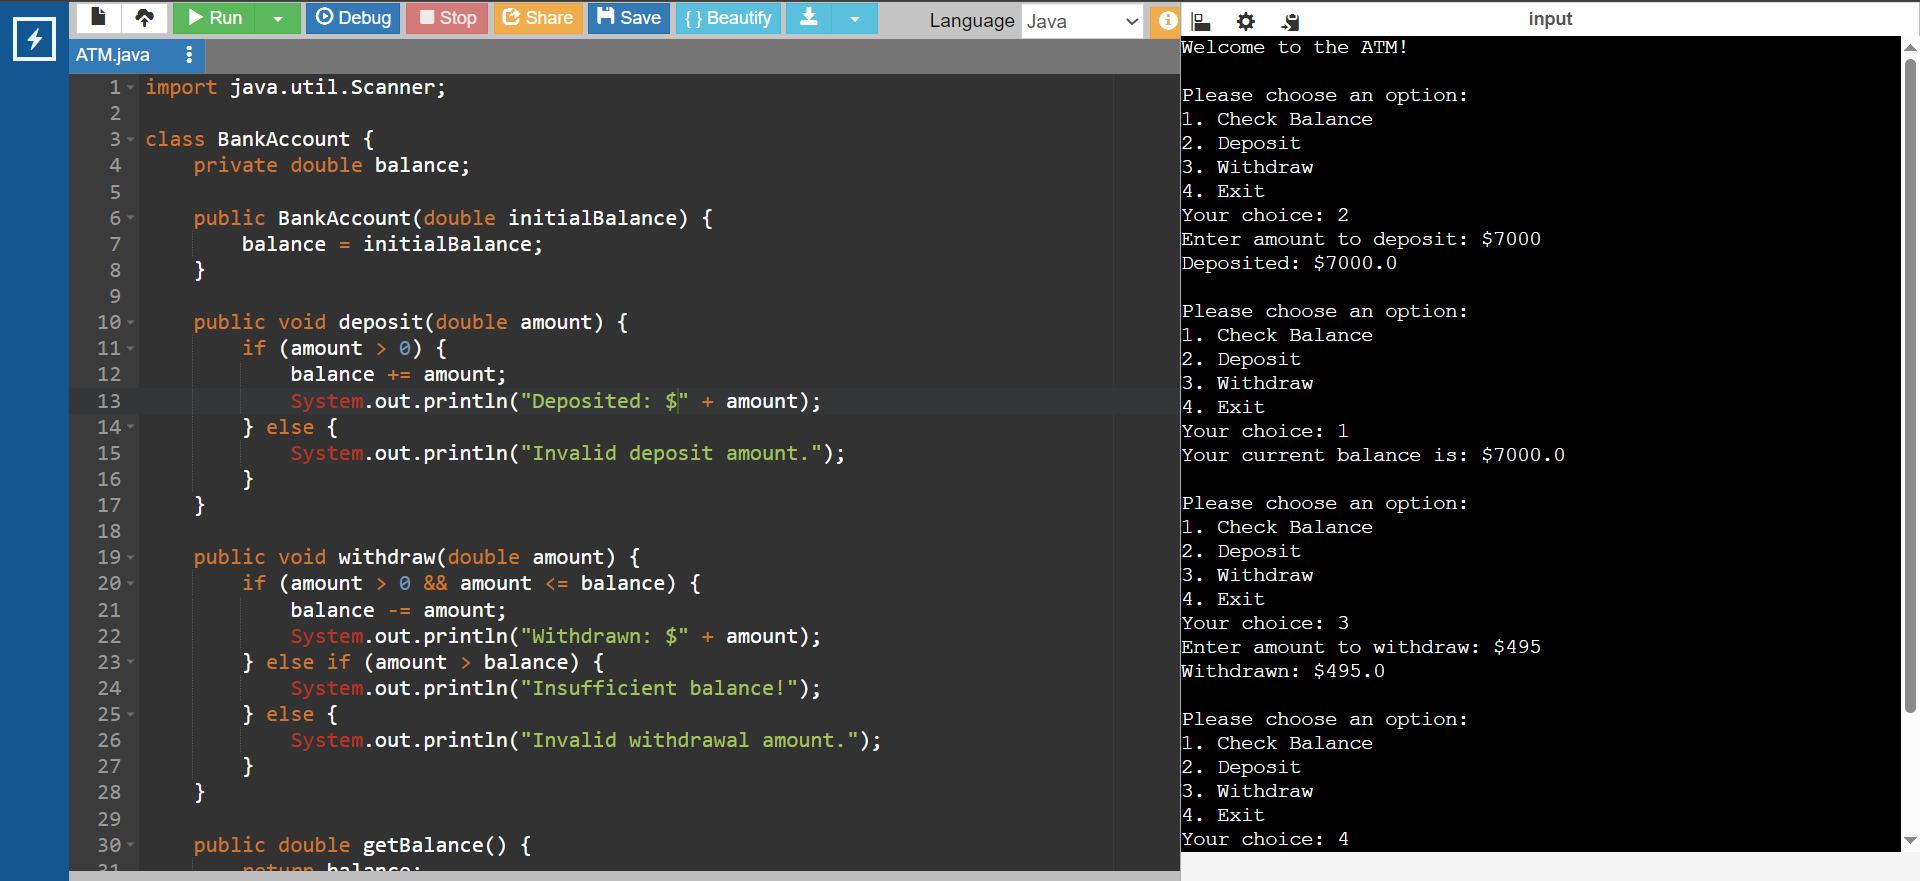 Run
Debug
Stop
Share
Save
{ } Beautify
Language Java
input
ATM.java
1 import java.util.Scanner;
2
3 class BankAccount {
4     private double balance;
5
6     public BankAccount(double initialBalance) {
7         balance = initialBalance;
8     }
9
10     public void deposit(double amount) {
11         if (amount > 0) {
12             balance += amount;
13             System.out.println("Deposited: $" + amount);
14         } else {
15             System.out.println("Invalid deposit amount.");
16         }
17     }
18
19     public void withdraw(double amount) {
20         if (amount > 0 && amount <= balance) {
21             balance -= amount;
22             System.out.println("Withdrawn: $" + amount);
23         } else if (amount > balance) {
24             System.out.println("Insufficient balance!");
25         } else {
26             System.out.println("Invalid withdrawal amount.");
27         }
28     }
29
30     public double getBalance() {
31         return balance;
Welcome to the ATM!

Please choose an option:
1. Check Balance
2. Deposit
3. Withdraw
4. Exit
Your choice: 2
Enter amount to deposit: $7000
Deposited: $7000.0

Please choose an option:
1. Check Balance
2. Deposit
3. Withdraw
4. Exit
Your choice: 1
Your current balance is: $7000.0

Please choose an option:
1. Check Balance
2. Deposit
3. Withdraw
4. Exit
Your choice: 3
Enter amount to withdraw: $495
Withdrawn: $495.0

Please choose an option:
1. Check Balance
2. Deposit
3. Withdraw
4. Exit
Your choice: 4